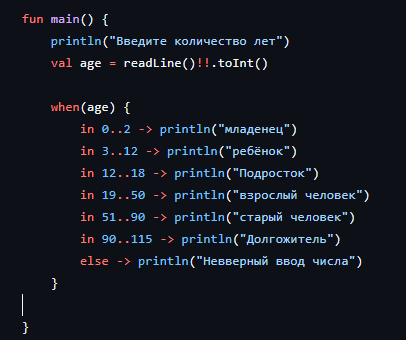 fun main() {
println("Введите количество лет")
val age = readLine()!!.toInt()
when(age) {
in 0..2 -> println("младенец")
in 3..12 -> println("ребёнок")
in 12..18 -> println("Подросток")
in 19..50 -> println("взрослый человек")
in 51..90 -> println("старый человек")
in 90..115 -> println("Долгожитель")
else -> println("Невверный ввод числа")
}
}